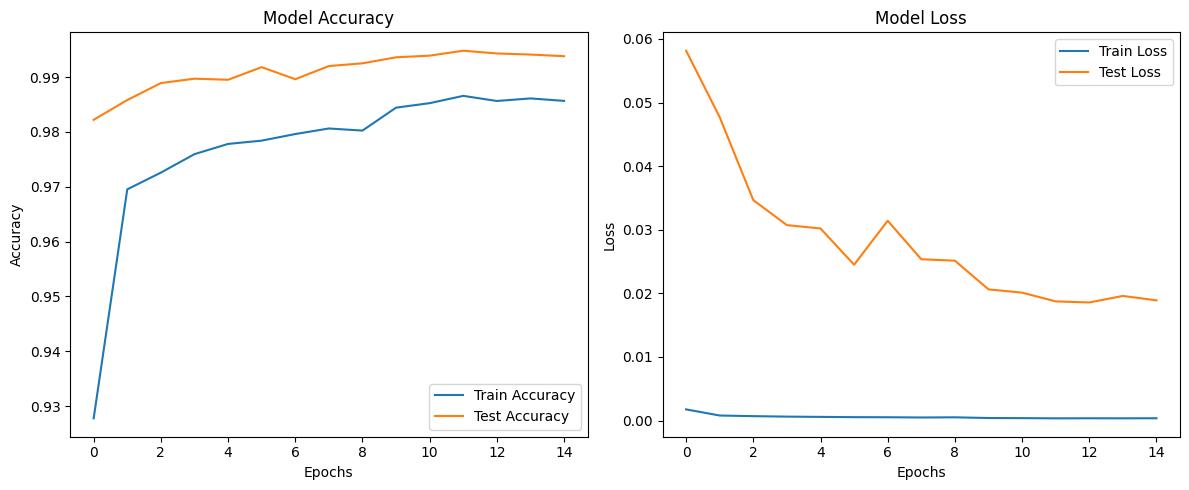 Model Accuracy
Accuracy
0.99
0.98
0.97
0.96
0.95
0.94
0.93
Train Accuracy
Test Accuracy
0 2 4 6 8 10 12 14
Epochs
Model Loss
Loss
0.06
0.05
0.04
0.03
0.02
0.01
0.00
Train Loss
Test Loss
0 2 4 6 8 10 12 14
Epochs